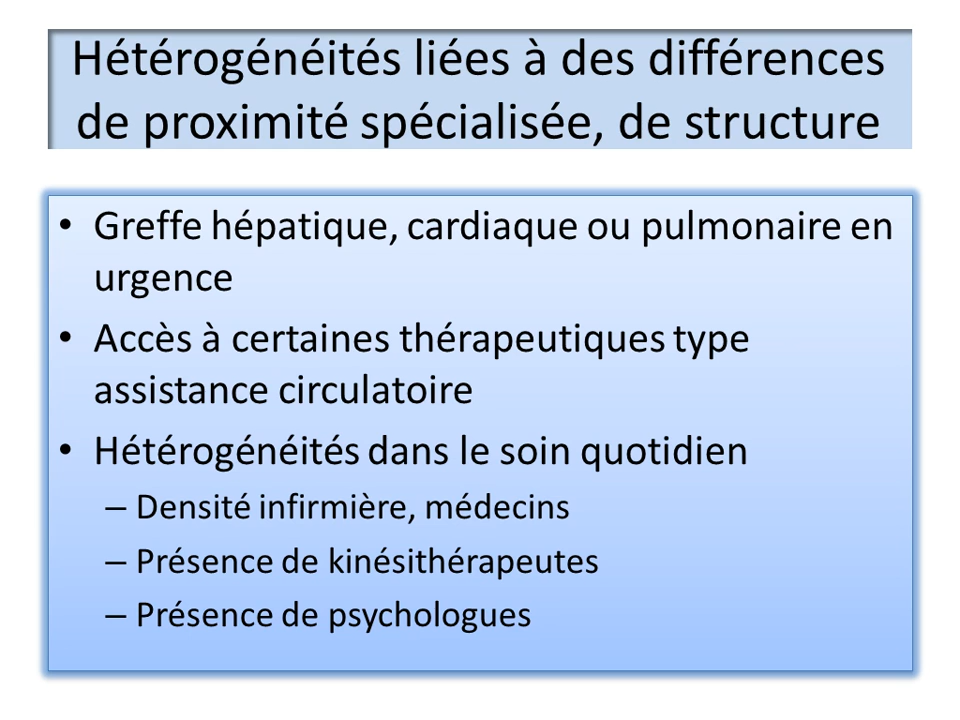 Hétérogénéités liées à des différences
de proximité spécialisée, de structure
• Greffe hépatique, cardiaque ou pulmonaire en
urgence
• Accès à certaines thérapeutiques type
assistance circulatoire
• Hétérogénéités dans le soin quotidien
– Densité infirmière, médecins
– Présence de kinésithérapeutes
– Présence de psychologues